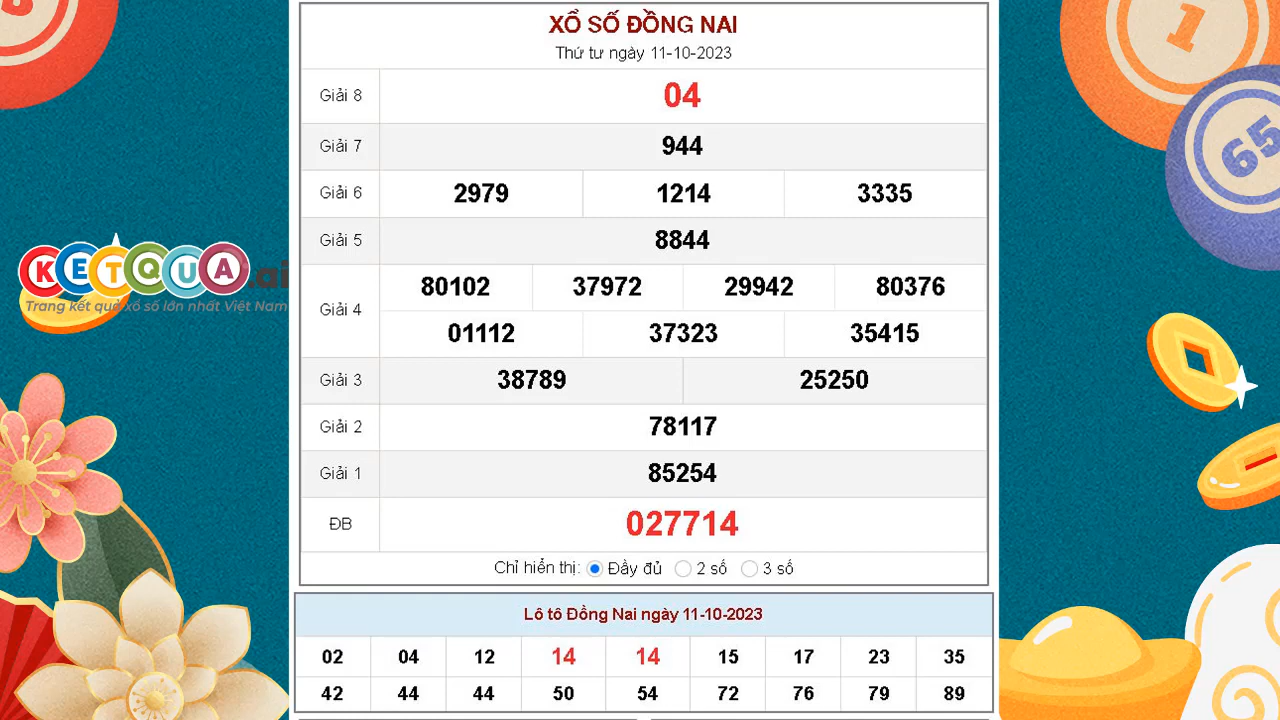 XỔ SỐ ĐỒNG NAI
Thứ tư ngày 11-10-2023
Giải 8 04
Giải 7 944
Giải 6 2979 1214 3335
Giải 5 8844
Giải 4 80102 37972 29942 80376
01112 37323 35415
Giải 3 38789 25250
Giải 2 78117
Giải 1 85254
ĐB 027714
Chỉ hiển thị: Đầy đủ 2 số 3 số
Lô tô Đồng Nai ngày 11-10-2023
02 04 12 14 14 15 17 23 35
42 44 44 50 54 72 76 79 89
KETQUA.ai
Trang kết quả xổ số lớn nhất Việt Nam
1
65